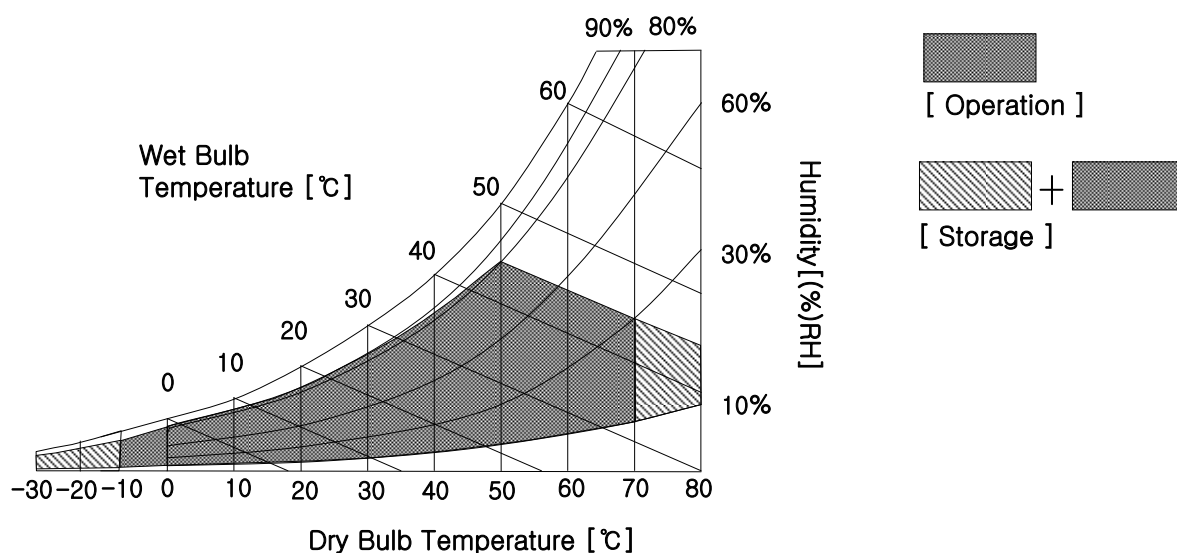 90% 80%
60
60%
[ Operation ]
Wet Bulb
Temperature [℃]
50
+
[ Storage ]
40
30%
30
20
10
0
Humidity[(%)RH]
10%
-30 -20 -10 0 10 20 30 40 50 60 70 80
Dry Bulb Temperature [℃]